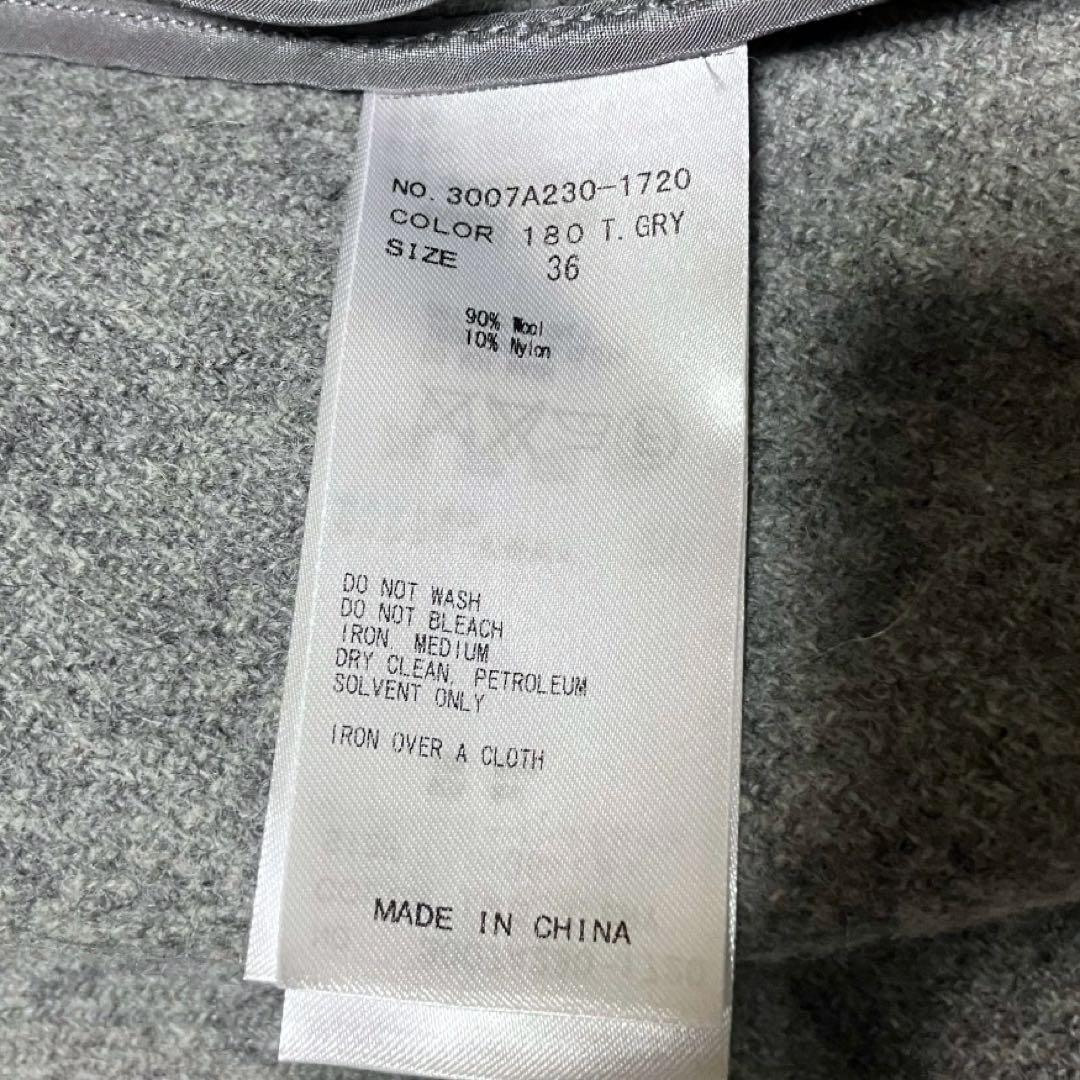 NO. 3007A230-1720
COLOR 180 T. GRY
SIZE 36
90% Wool
10% Nylon
DO NOT WASH
DO NOT BLEACH
IRON, MEDIUM
DRY CLEAN, PETROLEUM
SOLVENT ONLY
IRON OVER A CLOTH
MADE IN CHINA